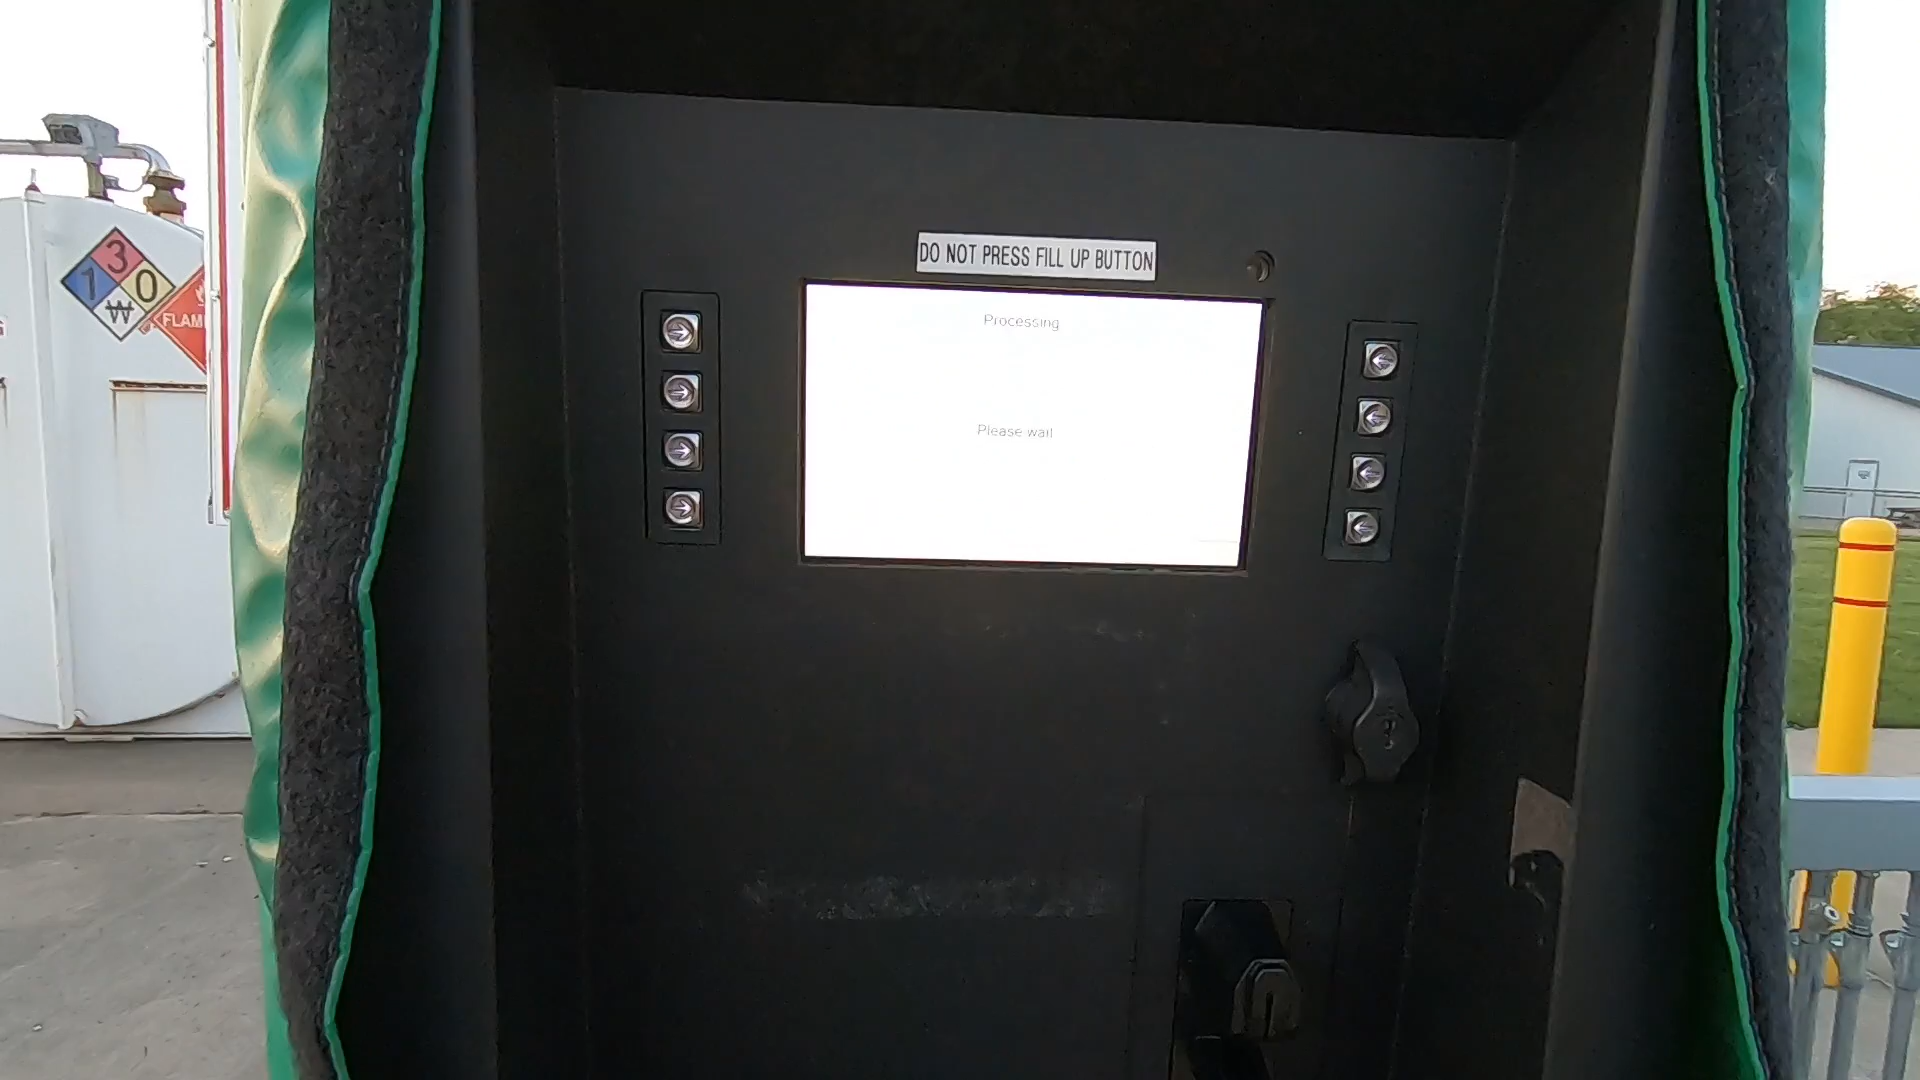 DO NOT PRESS FILL UP BUTTON
Processing
Please wait
3
1
0
W
FLAM